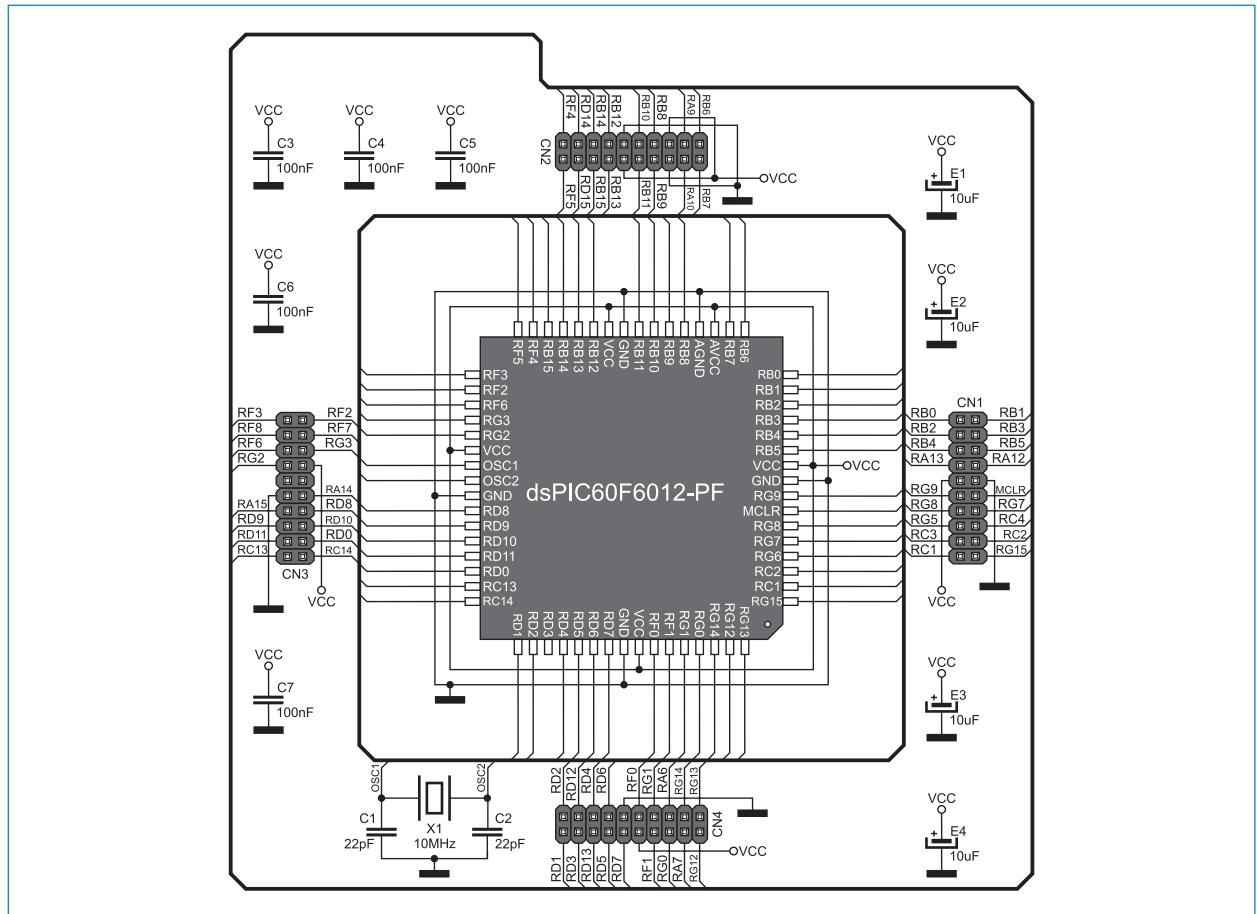 RF4 RD14 RB14 RB12 RB10 RB8 RA9 RB6
CN2
RF5 RD15 RB15 RB13 RB11 RB9 RA10 RB7
VCC
VCC
C3
100nF
VCC
C4
100nF
VCC
C5
100nF
VCC
E1
10uF
VCC
C6
100nF
VCC
E2
10uF
RF5 RF4 RB15 RB14 RB13 RB12 VCC GND RB11 RB10 RB9 RB8 AGND AVCC RB7 RB6
RF3
RF2
RF6
RG3
RG2
VCC
OSC1
OSC2
GND
RD8
RD9
RD10
RD11
RD0
RC13
RC14
dsPIC60F6012-PF
RB0
RB1
RB2
RB3
RB4
RB5
VCC
GND
RG9
MCLR
RG8
RG7
RG6
RC2
RC1
RG15
VCC
RD1 RD2 RD3 RD4 RD5 RD6 RD7 GND VCC RF0 RF1 RG1 RG0 RG14 RG12 RG13
RF3 RF2
RF8 RF7
RF6 RG3
RG2
RA14
RA15 RD8
RD9 RD10
RD11 RD0
RC13 RC14
CN3
VCC
CN1
RB0 RB1
RB2 RB3
RB4 RB5
RA13 RA12
RG9 MCLR
RG8 RG7
RG5 RC4
RC3 RC2
RC1 RG15
VCC
VCC
C7
100nF
VCC
E3
10uF
OSC1
OSC2
C1
22pF
X1
10MHz
C2
22pF
RD2 RD12 RD4 RD6 RF0 RG1 RA6 RG14 RG13
CN4
RD1 RD3 RD13 RD5 RD7 RF1 RG0 RA7 RG12
VCC
VCC
E4
10uF